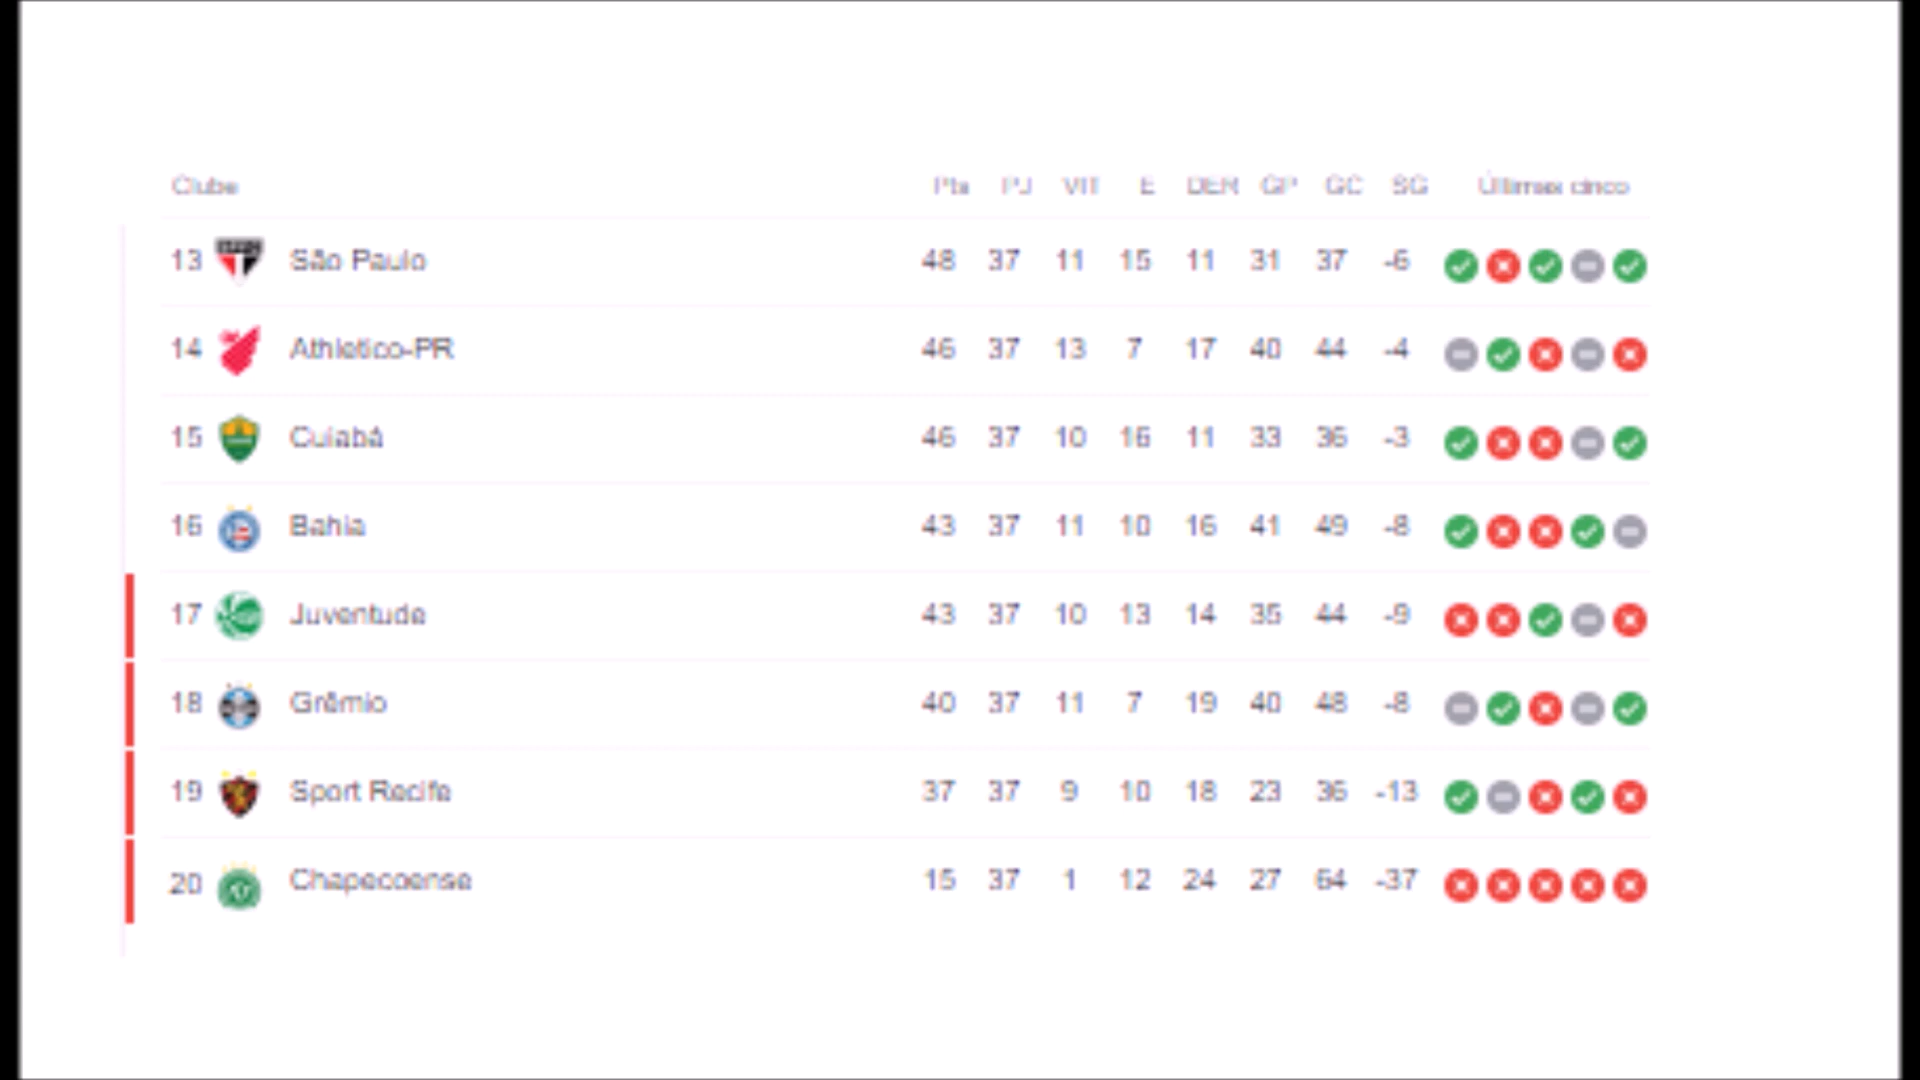 Clube Pts PJ VIT E DER GP GC SG Últimas cinco
13 São Paulo 48 37 11 15 11 31 37 -6
14 Athletico-PR 46 37 13 7 17 40 44 -4
15 Cuiabá 46 37 10 16 11 33 36 -3
16 Bahia 43 37 11 10 16 41 49 -8
17 Juventude 43 37 10 13 14 35 44 -9
18 Grêmio 40 37 11 7 19 40 48 -8
19 Sport Recife 37 37 9 10 18 23 36 -13
20 Chapecoense 15 37 1 12 24 27 64 -37